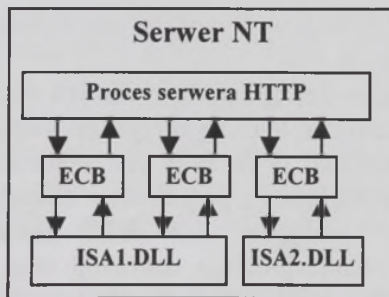 Serwer NT
Proces serwera HTTP
ECB ECB ECB
ISA1.DLL ISA2.DLL